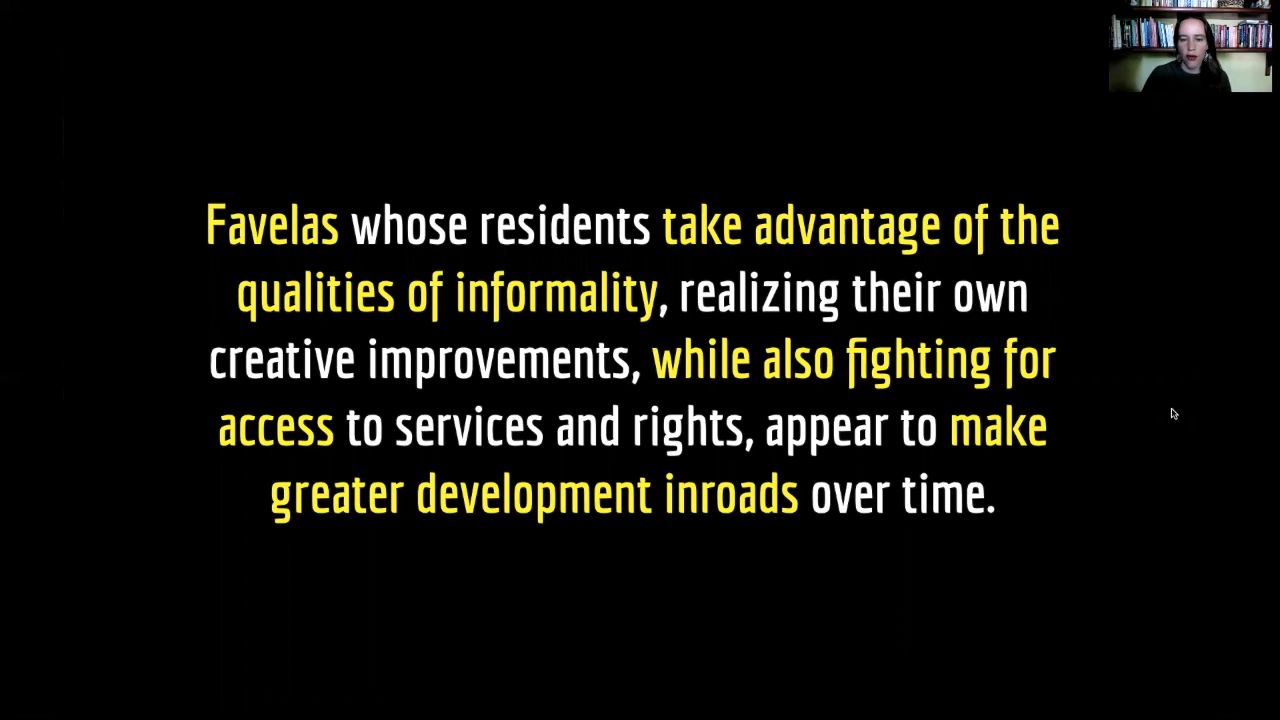 Favelas whose residents take advantage of the
qualities of informality, realizing their own
creative improvements, while also fighting for
access to services and rights, appear to make
greater development inroads over time.